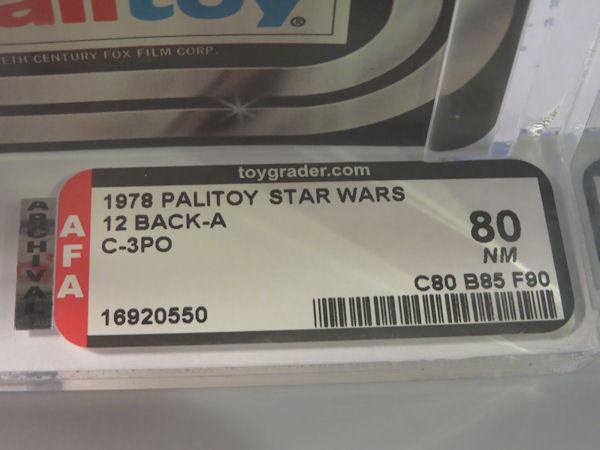 alitoy®
ETH CENTURY FOX FILM CORP.
toygrader.com
ARCHIVAL
AFA
1978 PALITOY STAR WARS
12 BACK-A
C-3PO
80
NM
C80 B85 F90
16920550